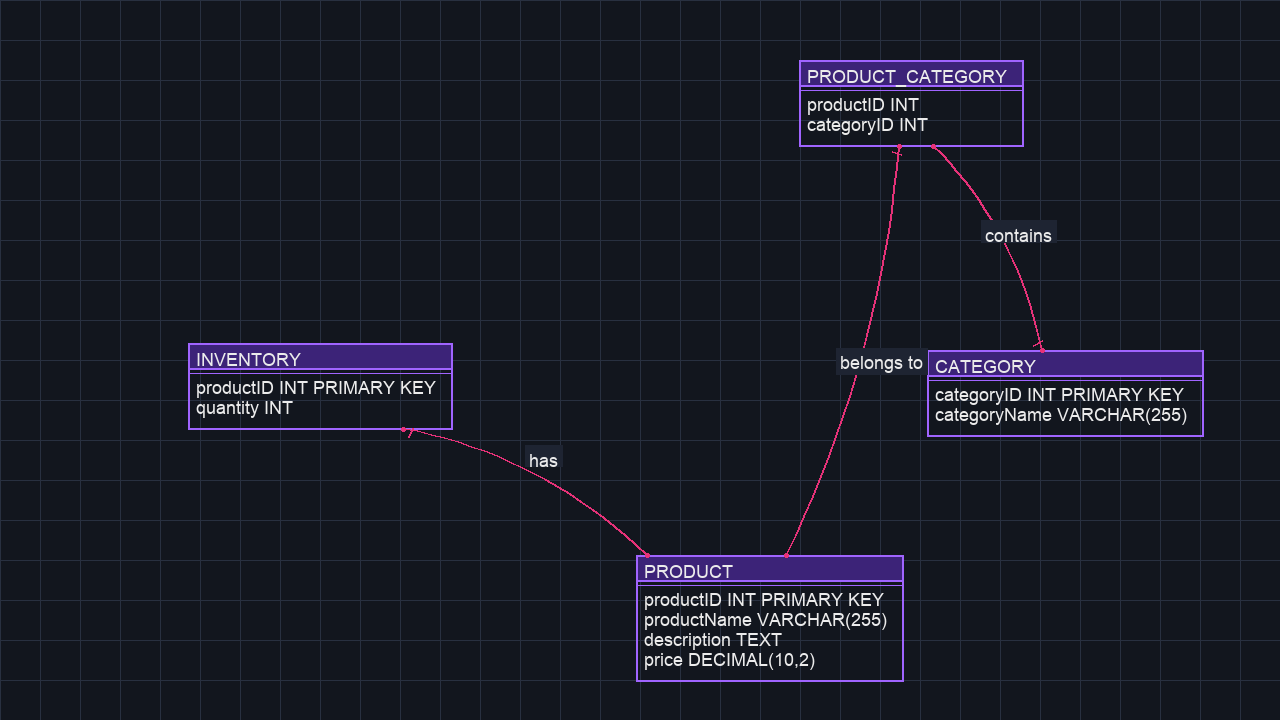 PRODUCT_CATEGORY
productID INT
categoryID INT
contains
INVENTORY
productID INT PRIMARY KEY
quantity INT
belongs to
CATEGORY
categoryID INT PRIMARY KEY
categoryName VARCHAR(255)
has
PRODUCT
productID INT PRIMARY KEY
productName VARCHAR(255)
description TEXT
price DECIMAL(10,2)